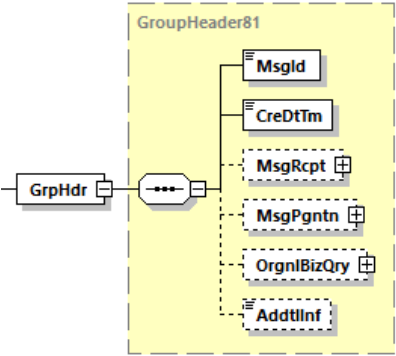 GroupHeader81
MsgId
CreDtTm
MsgRcpt
MsgPgntn
GrpHdr
OrgnlBizQry
AddtlInf